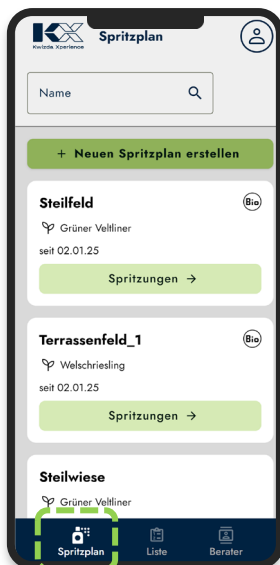 KX
Kwizda Xperience
Spritzplan
Name
+ Neuen Spritzplan erstellen
Steilfeld
Bio
Grüner Veltliner
seit 02.01.25
Spritzungen →
Terrassenfeld_1
Bio
Welschriesling
seit 02.01.25
Spritzungen →
Steilwiese
Grüner Veltliner
Spritzplan
Liste
Berater